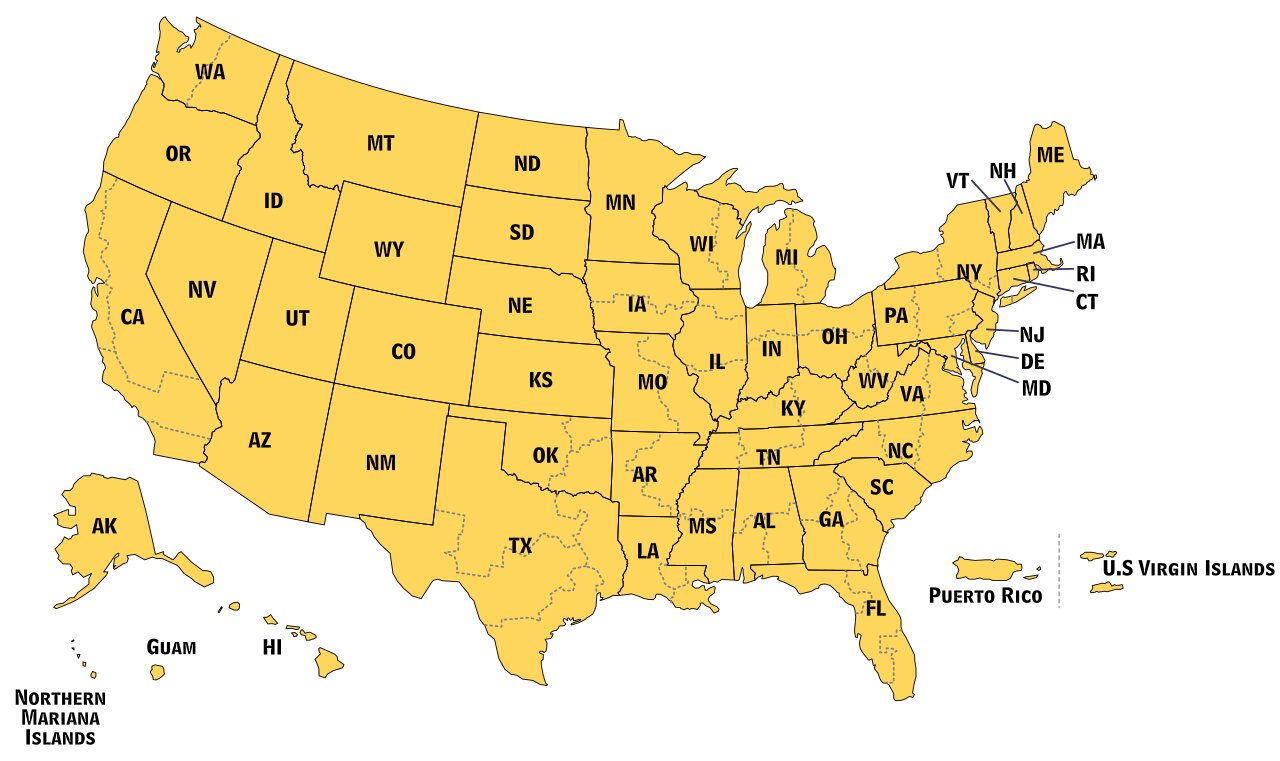 WA
MT
ND
MN
ME
VT
NH
OR
ID
SD
WI
MI
NY
MA
RI
CT
WY
NV
UT
NE
IA
PA
NJ
DE
MD
CA
CO
KS
MO
IL
IN
OH
WV
VA
KY
AZ
NM
OK
AR
TN
NC
SC
AK
TX
LA
MS
AL
GA
FL
HI
Guam
Northern
Mariana
Islands
Puerto Rico
U.S Virgin Islands